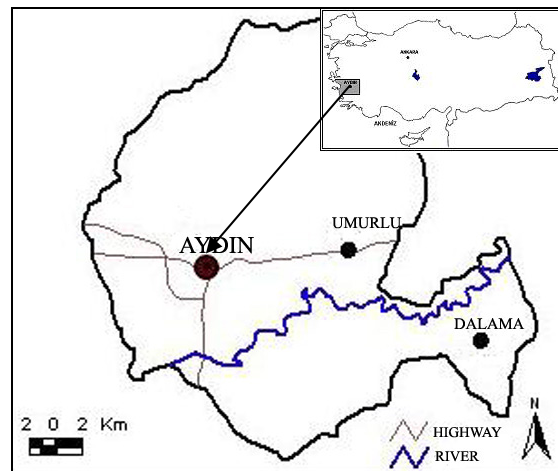 ANKARA
AYDIN
AKDENİZ
UMURLU
AYDIN
DALAMA
2 0 2 Km
N
HIGHWAY
RIVER